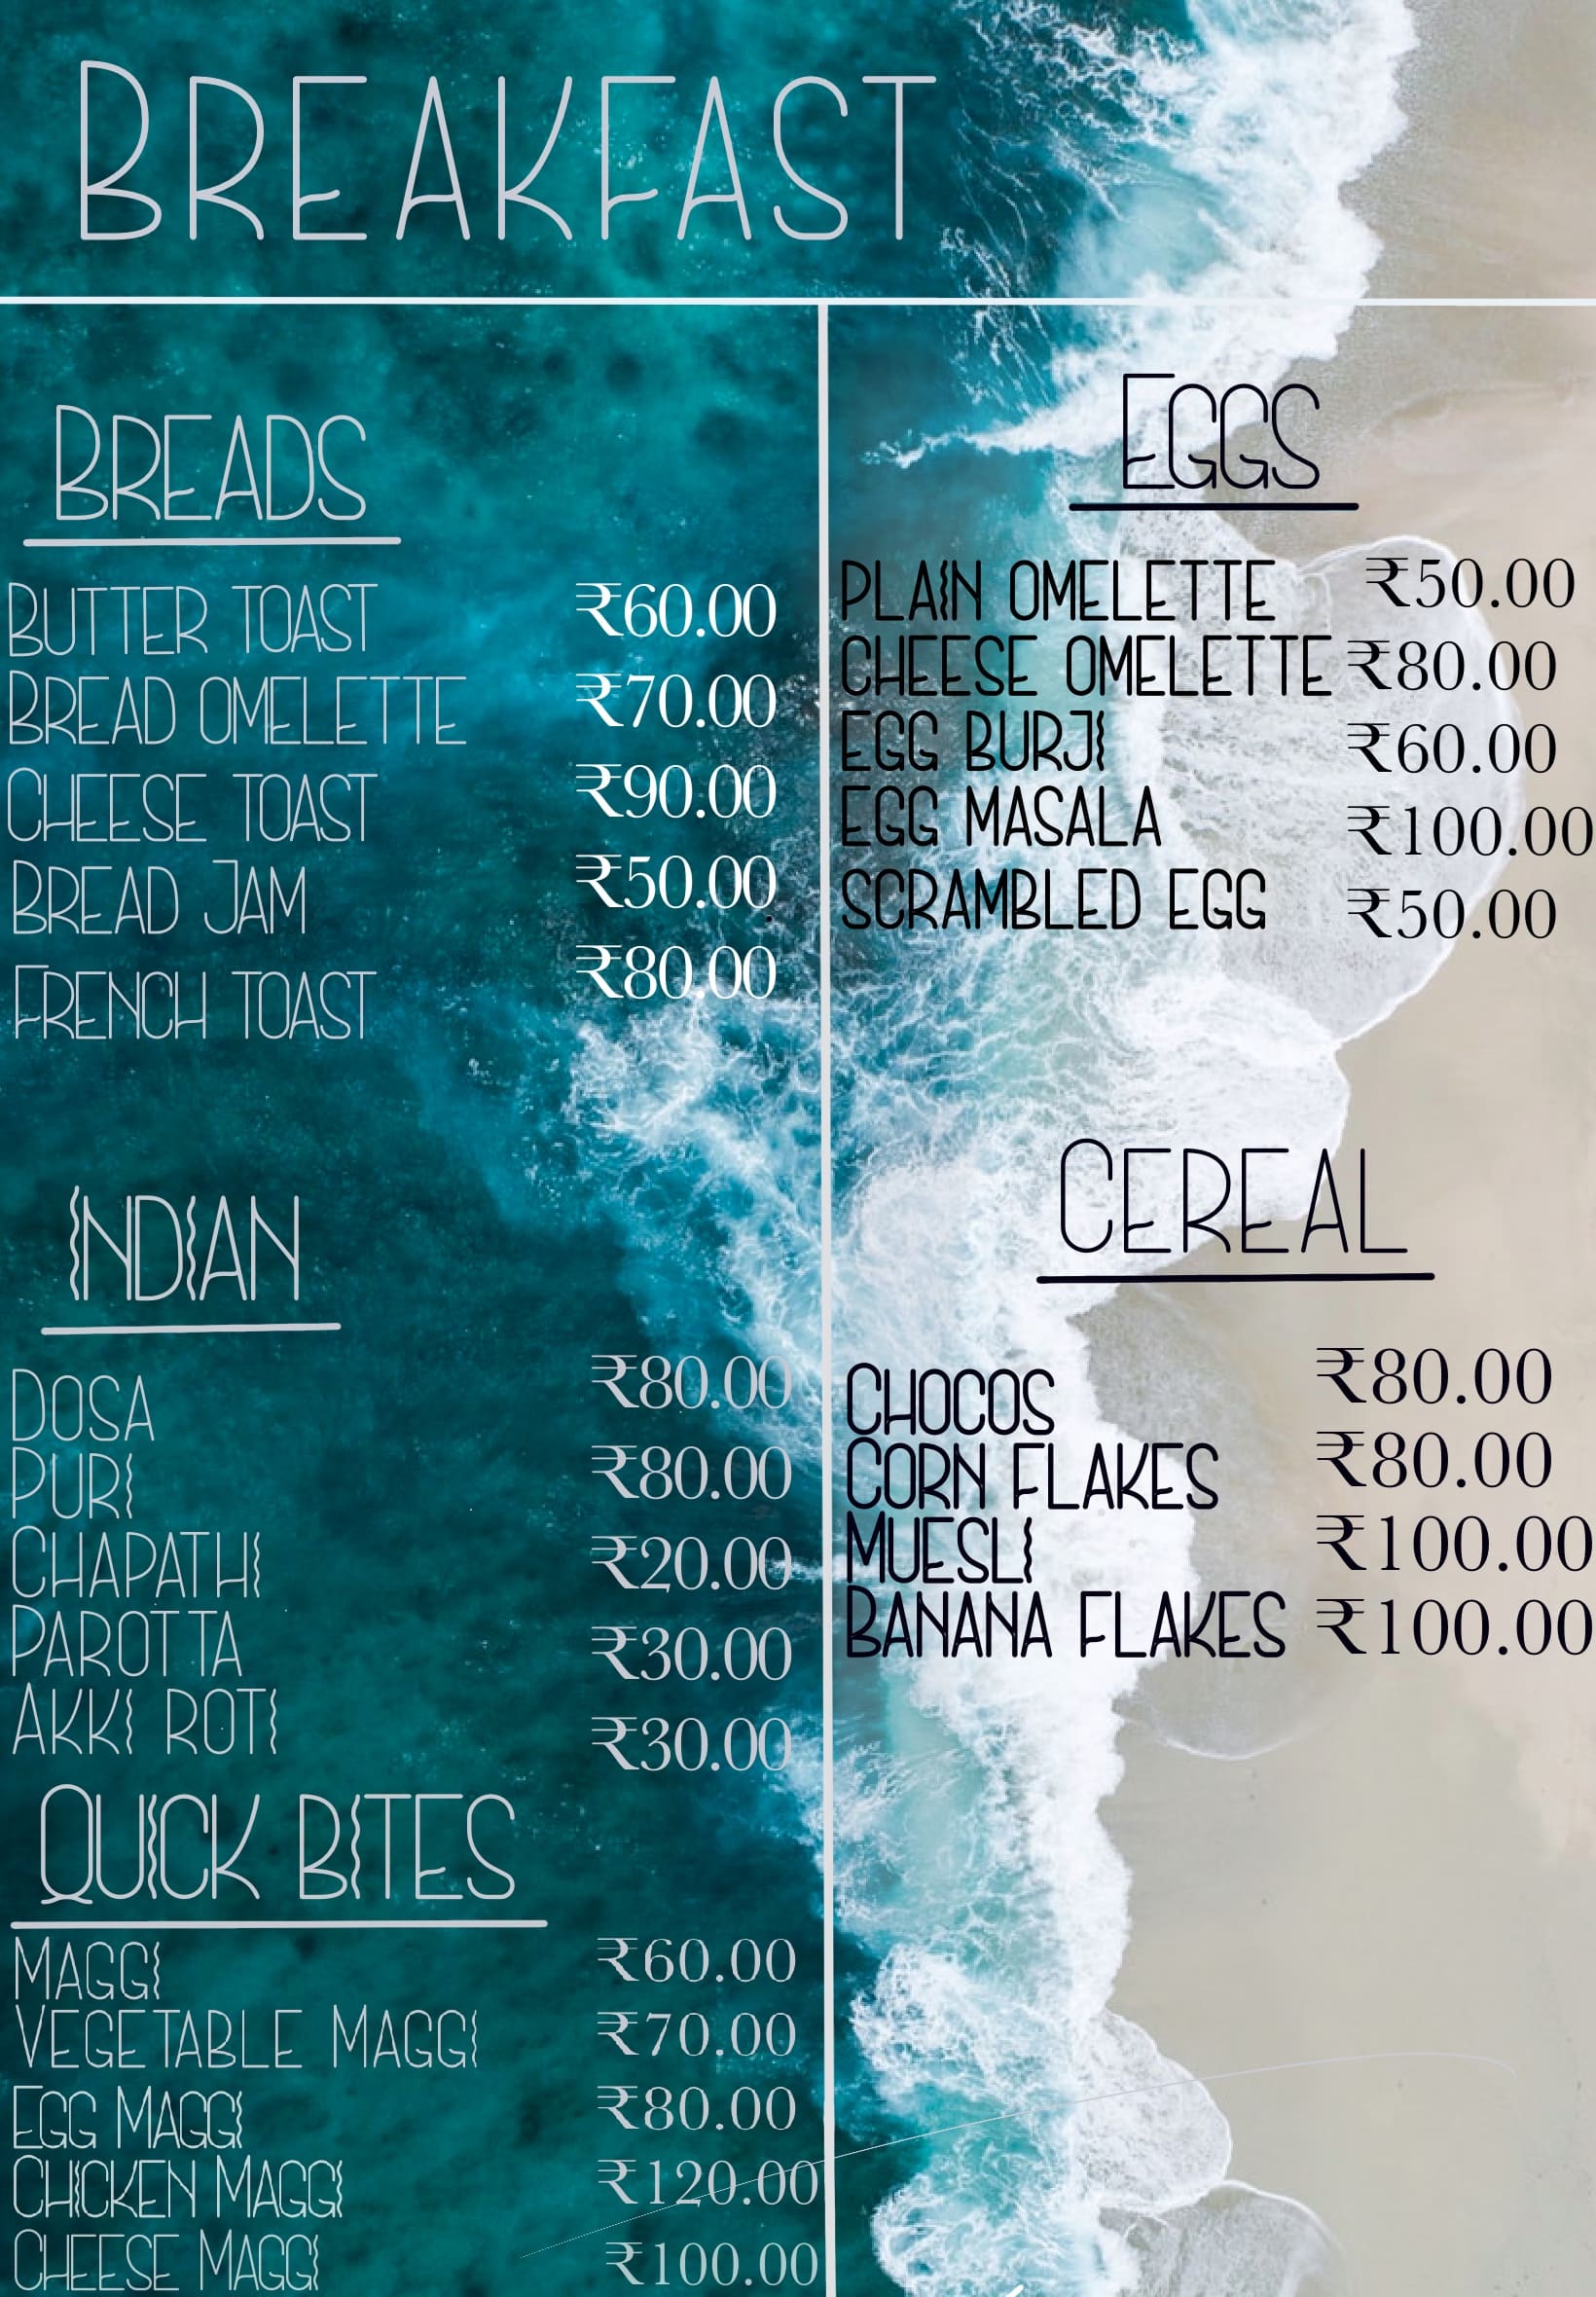 BREAKFAST
BREADS
BUTTER TOAST ₹60.00
BREAD OMELETTE ₹70.00
CHEESE TOAST ₹90.00
BREAD JAM ₹50.00
FRENCH TOAST ₹80.00
INDIAN
DOSA ₹80.00
PURI ₹80.00
CHAPATHI ₹20.00
PAROTTA ₹30.00
AKKI ROTI ₹30.00
QUICK BITES
MAGGI ₹60.00
VEGETABLE MAGGI ₹70.00
EGG MAGGI ₹80.00
CHICKEN MAGGI ₹120.00
CHEESE MAGGI ₹100.00
EGGS
PLAIN OMELETTE ₹50.00
CHEESE OMELETTE ₹80.00
EGG BURJI ₹60.00
EGG MASALA ₹100.00
SCRAMBLED EGG ₹50.00
CEREAL
CHOCOS ₹80.00
CORN FLAKES ₹80.00
MUESLI ₹100.00
BANANA FLAKES ₹100.00